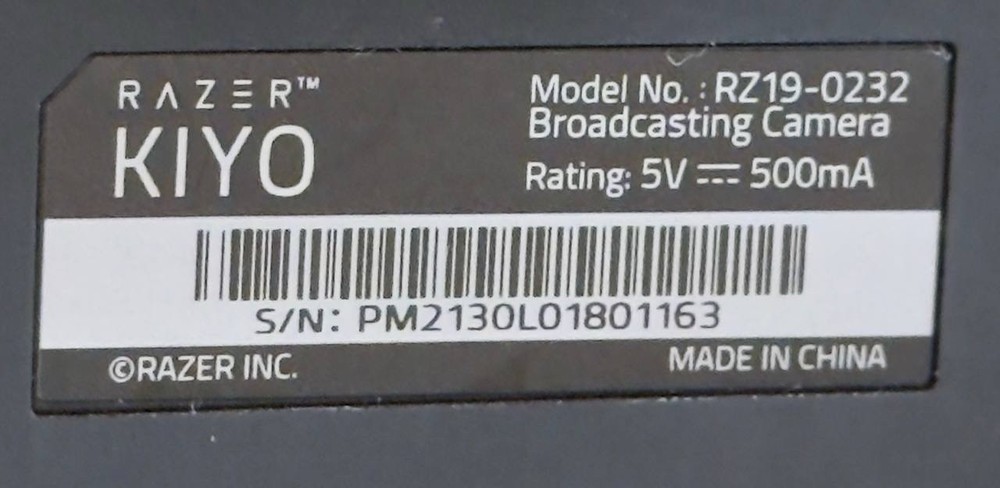 RAZER™
KIYO
Model No. : RZ19-0232
Broadcasting Camera
Rating: 5V ⎓ 500mA
S/N: PM2130L01801163
©RAZER INC.
MADE IN CHINA